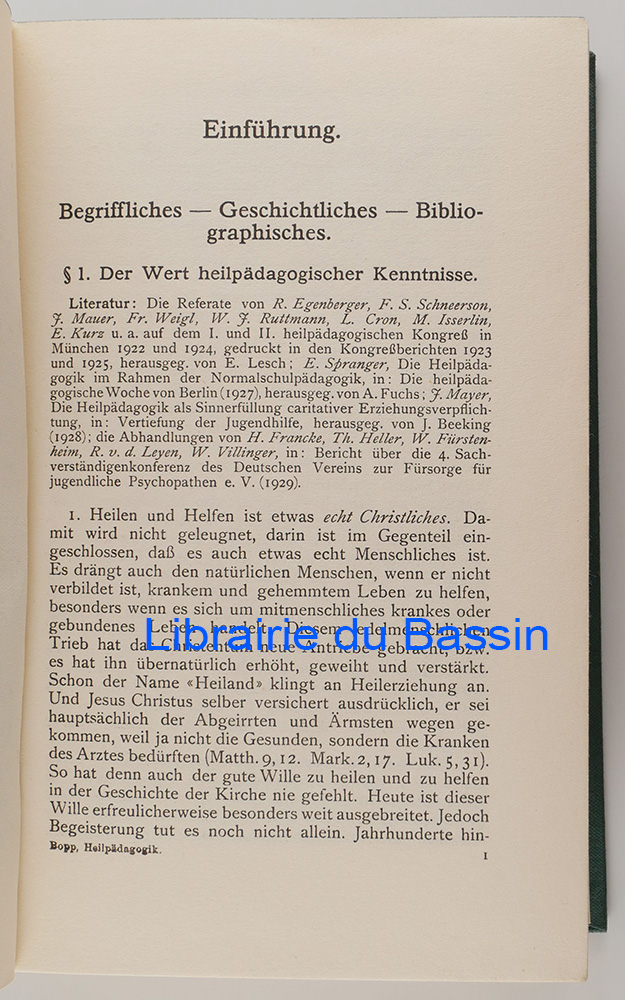 Einführung.
Begriffliches — Geschichtliches — Biblio-
graphisches.
§ 1. Der Wert heilpädagogischer Kenntnisse.
Literatur: Die Referate von R. Egenberger, F. S. Schneerson,
J. Mauer, Fr. Weigl, W. J. Ruttmann, L. Cron, M. Isserlin,
E. Kurz u. a. auf dem I. und II. heilpädagogischen Kongreß in
München 1922 und 1924, gedruckt in den Kongreßberichten 1923
und 1925, herausgeg. von E. Lesch; E. Spranger, Die Heilpäda-
gogik im Rahmen der Normalschulpädagogik, in: Die heilpäda-
gogische Woche von Berlin (1927), herausgeg. von A. Fuchs; J. Mayer,
Die Heilpädagogik als Sinnerfüllung caritativer Erziehungsverpflich-
tung, in: Vertiefung der Jugendhilfe, herausgeg. von J. Beeking
(1928); die Abhandlungen von H. Francke, Th. Heller, W. Fürsten-
heim, R. v. d. Leyen, W. Villinger, in: Bericht über die 4. Sach-
verständigenkonferenz des Deutschen Vereins zur Fürsorge für
jugendliche Psychopathen e. V. (1929).
1. Heilen und Helfen ist etwas echt Christliches. Da-
mit wird nicht geleugnet, darin ist im Gegenteil ein-
geschlossen, daß es auch etwas echt Menschliches ist.
Es drängt auch den natürlichen Menschen, wenn er nicht
verbildet ist, krankem und gehemmtem Leben zu helfen,
besonders wenn es sich um mitmenschliches krankes oder
gebundenes Leben handelt. Diesem edelmenschlichen
Librairie du Bassin
Trieb hat das Christentum neue Antriebe gebracht, bzw.
es hat ihn übernatürlich erhöht, geweiht und verstärkt.
Schon der Name «Heiland» klingt an Heilerziehung an.
Und Jesus Christus selber versichert ausdrücklich, er sei
hauptsächlich der Abgeirrten und Ärmsten wegen ge-
kommen, weil ja nicht die Gesunden, sondern die Kranken
des Arztes bedürften (Matth. 9, 12. Mark. 2, 17. Luk. 5, 31).
So hat denn auch der gute Wille zu heilen und zu helfen
in der Geschichte der Kirche nie gefehlt. Heute ist dieser
Wille erfreulicherweise besonders weit ausgebreitet. Jedoch
Begeisterung tut es noch nicht allein. Jahrhunderte hin-
Bopp, Heilpädagogik.
1